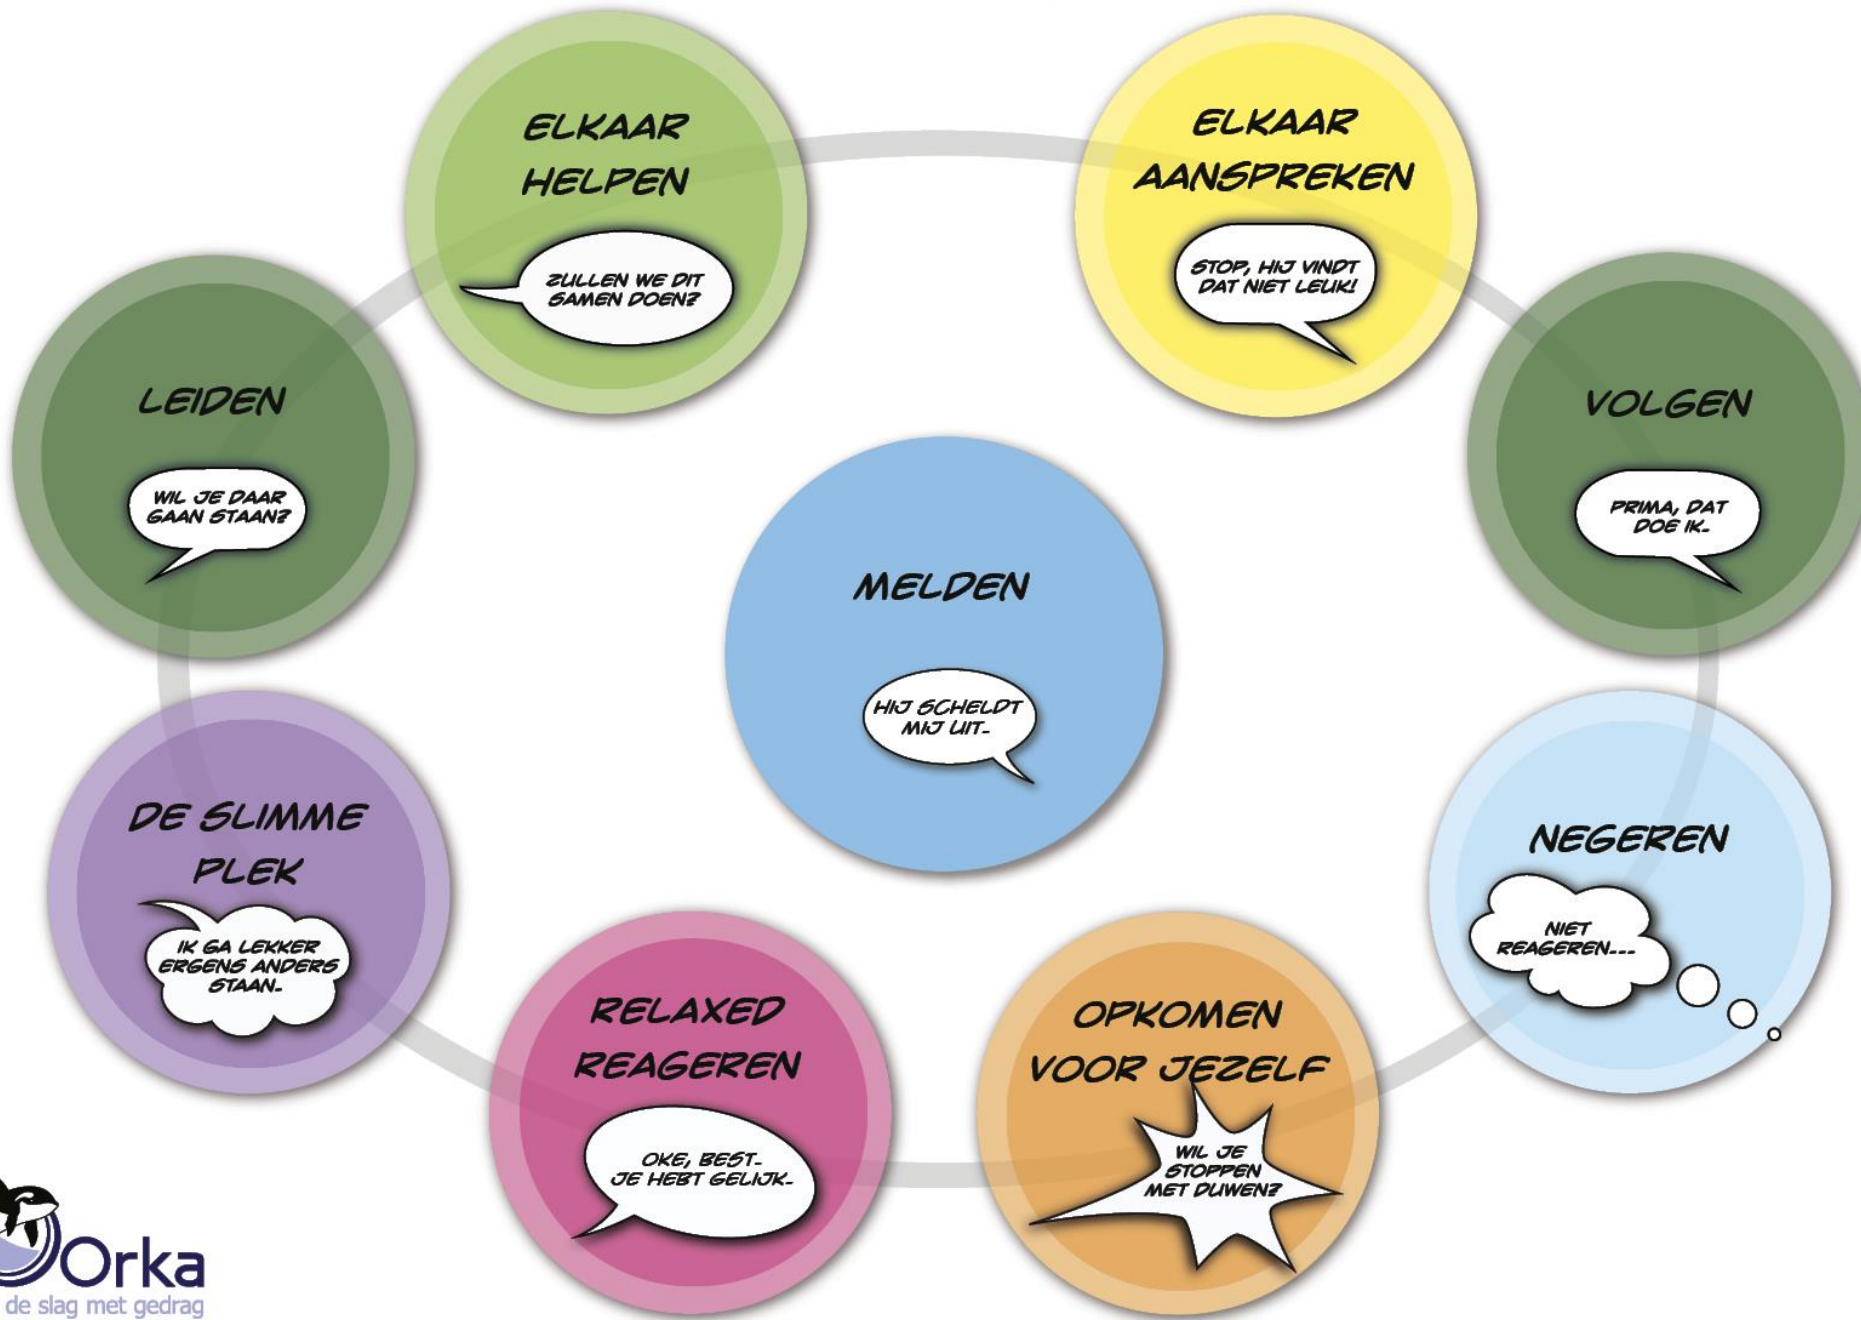 ELKAAR
HELPEN
ZULLEN WE DIT
SAMEN DOEN?
ELKAAR
AANSPREKEN
STOP, HIJ VINDT
DAT NIET LEUK!
LEIDEN
WIL JE DAAR
GAAN STAAN?
VOLGEN
PRIMA, DAT
DOE IK.
MELDEN
HIJ SCHELDT
MIJ UIT.
DE SLIMME
PLEK
IK GA LEKKER
ERGENS ANDERS
STAAN.
NEGEREN
NIET
REAGEREN...
RELAXED
REAGEREN
OKE, BEST.
JE HEBT GELIJK.
OPKOMEN
VOOR JEZELF
WIL JE
STOPPEN
MET DUWEN?
Orka
de slag met gedrag